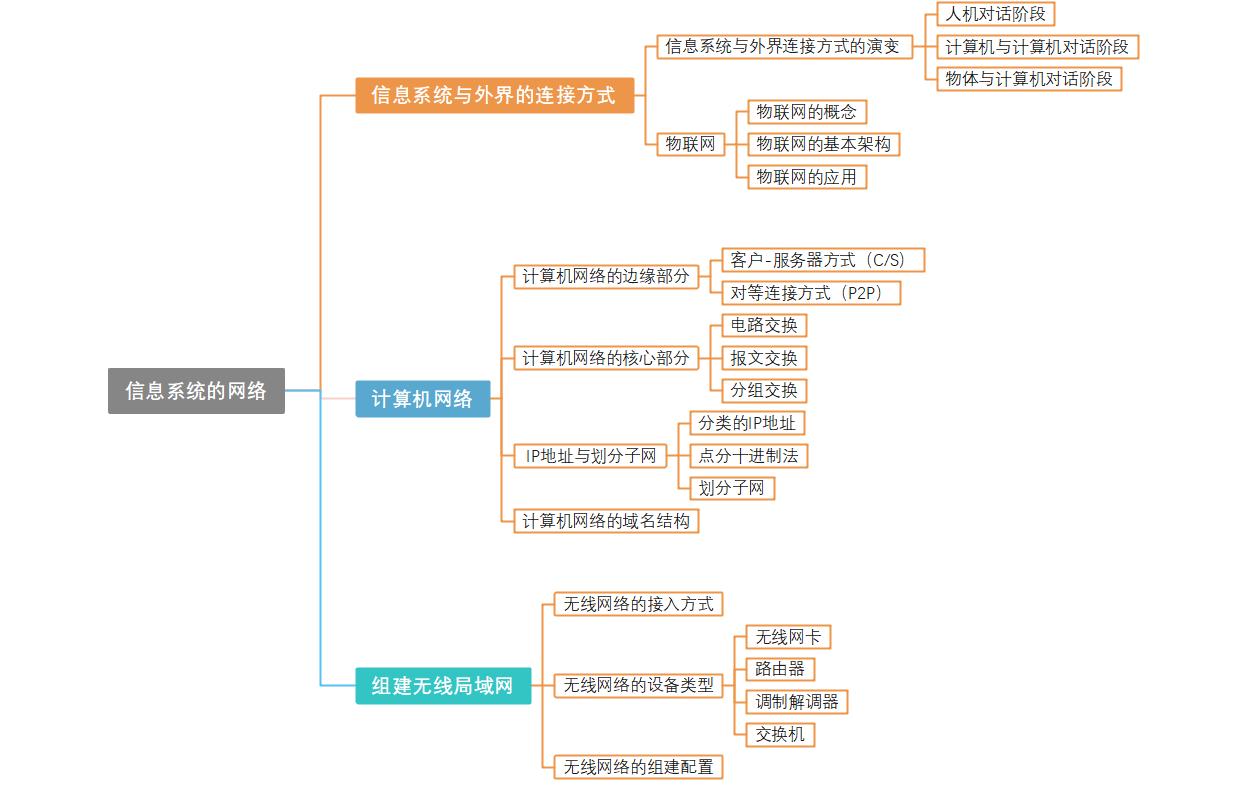 信息系统的网络
信息系统与外界的连接方式
信息系统与外界连接方式的演变
人机对话阶段
计算机与计算机对话阶段
物体与计算机对话阶段
物联网
物联网的概念
物联网的基本架构
物联网的应用
计算机网络
计算机网络的边缘部分
客户-服务器方式（C/S）
对等连接方式（P2P）
计算机网络的核心部分
电路交换
报文交换
分组交换
IP地址与划分子网
分类的IP地址
点分十进制法
划分子网
计算机网络的域名结构
组建无线局域网
无线网络的接入方式
无线网络的设备类型
无线网卡
路由器
调制解调器
交换机
无线网络的组建配置